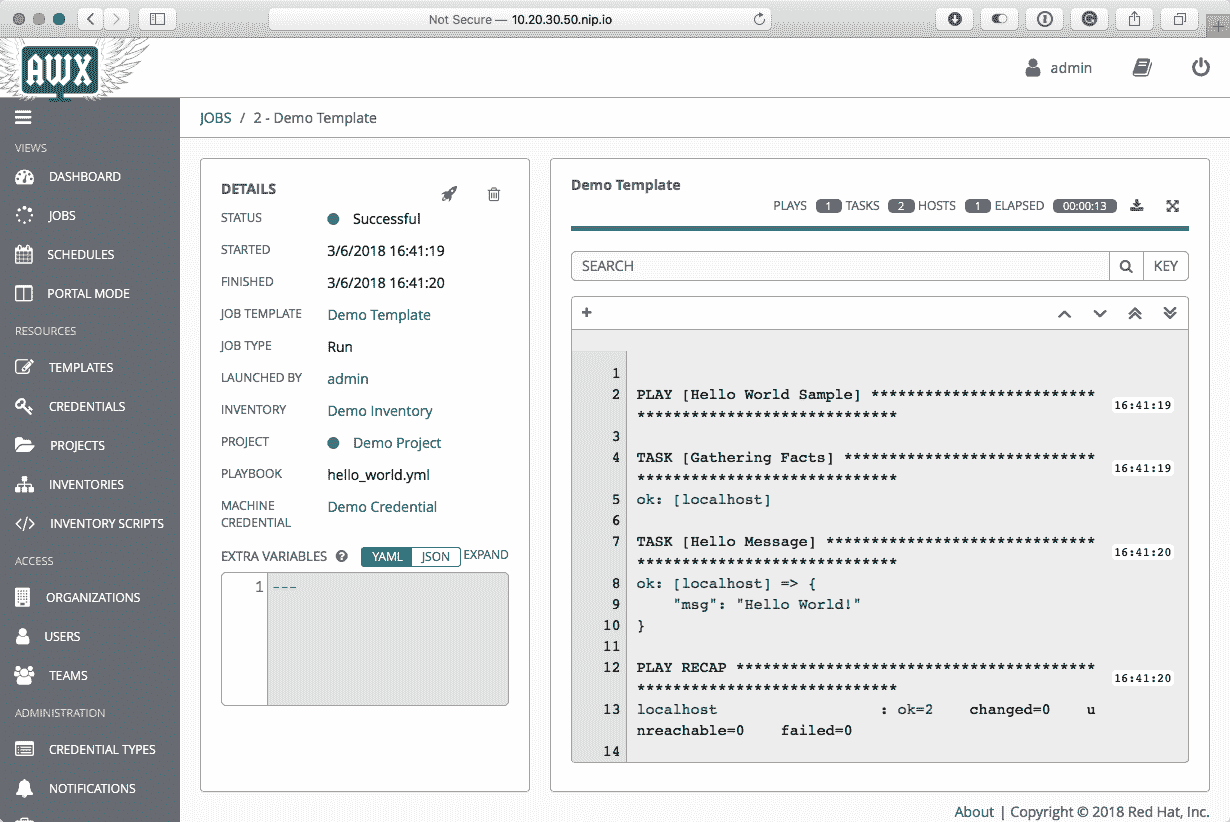 Not Secure — 10.20.30.50.nip.io
AWX
admin
VIEWS
DASHBOARD
JOBS
SCHEDULES
PORTAL MODE
RESOURCES
TEMPLATES
CREDENTIALS
PROJECTS
INVENTORIES
INVENTORY SCRIPTS
ACCESS
ORGANIZATIONS
USERS
TEAMS
ADMINISTRATION
CREDENTIAL TYPES
NOTIFICATIONS
JOBS / 2 - Demo Template
DETAILS
STATUS Successful
STARTED 3/6/2018 16:41:19
FINISHED 3/6/2018 16:41:20
JOB TEMPLATE Demo Template
JOB TYPE Run
LAUNCHED BY admin
INVENTORY Demo Inventory
PROJECT Demo Project
PLAYBOOK hello_world.yml
MACHINE
CREDENTIAL Demo Credential
EXTRA VARIABLES ? YAML JSON EXPAND
1 ---
Demo Template
PLAYS 1 TASKS 2 HOSTS 1 ELAPSED 00:00:13
SEARCH KEY
+
1
2 PLAY [Hello World Sample] ************************* 16:41:19
*****************************
3
4 TASK [Gathering Facts] **************************** 16:41:19
*****************************
5 ok: [localhost]
6
7 TASK [Hello Message] ****************************** 16:41:20
*****************************
8 ok: [localhost] => {
9 "msg": "Hello World!"
10 }
11
12 PLAY RECAP **************************************** 16:41:20
*****************************
13 localhost : ok=2 changed=0 u
nreachable=0 failed=0
14
About | Copyright © 2018 Red Hat, Inc.